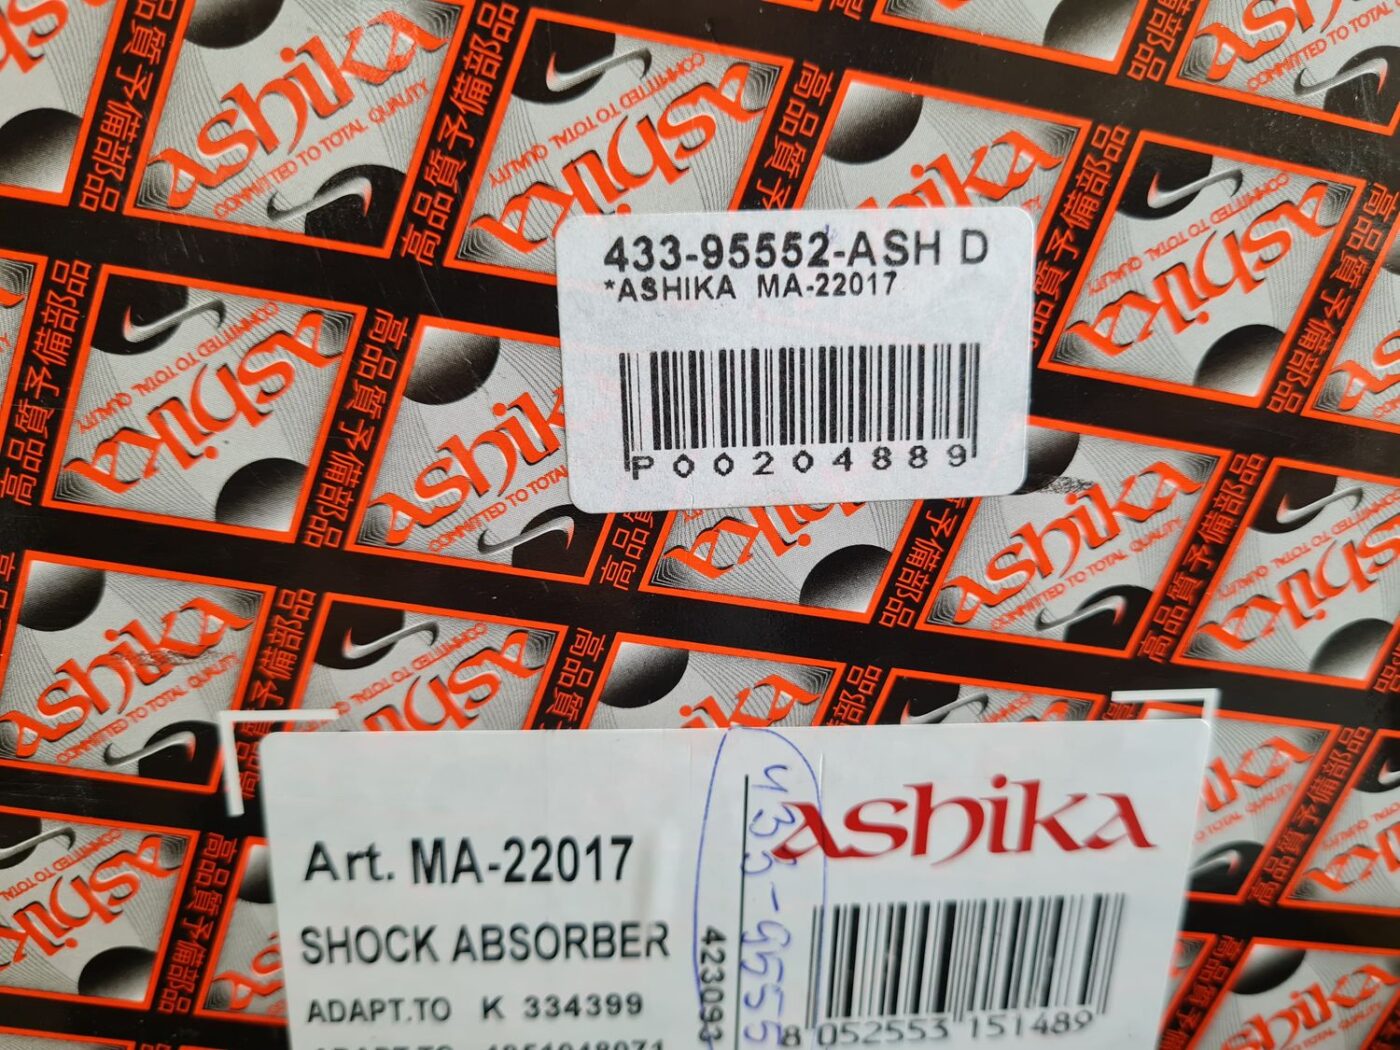 433-95552-ASH D
*ASHIKA MA-22017
P00204889
ashika
COMMITTED TO TOTAL QUALITY
高品質予備部品
Art. MA-22017
SHOCK ABSORBER
ADAPT.TO K 334399
433-9555
4233093
ashika
8 052553 151489